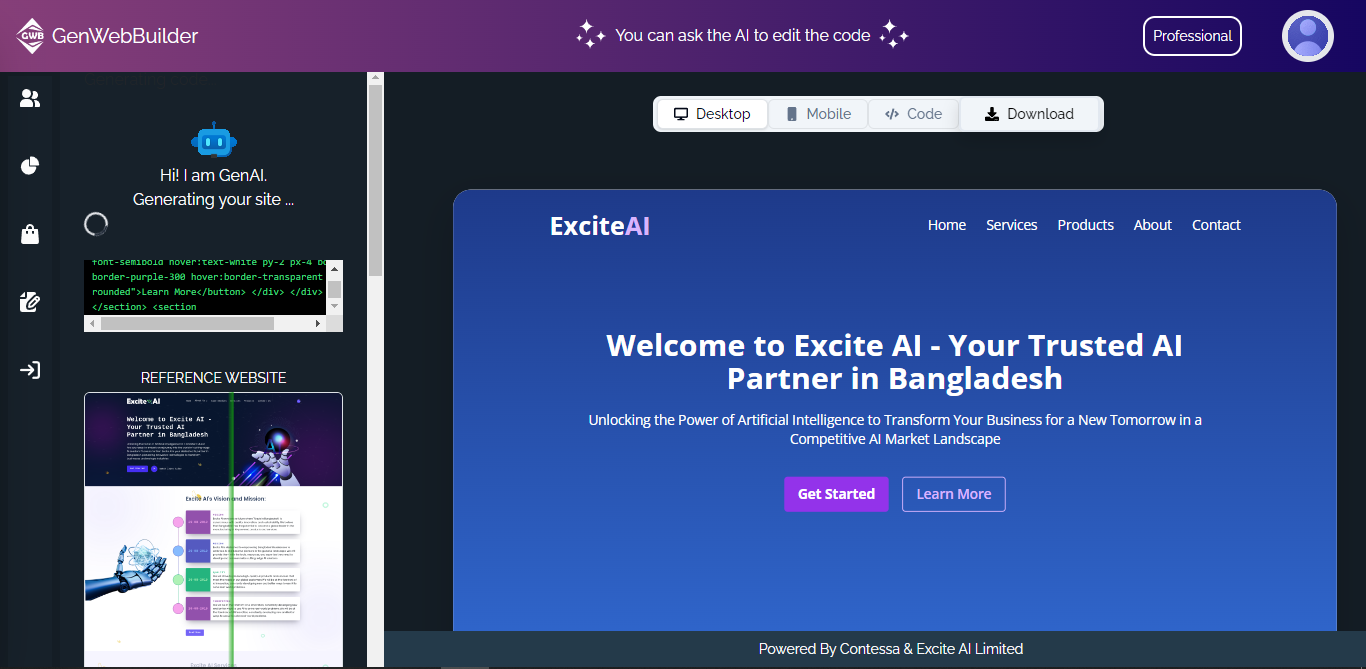 GWB GenWebBuilder
You can ask the AI to edit the code
Professional
Hi! I am GenAI.
Generating your site ...
font-semibold hover:text-white py-2 px-4 bo
border-purple-300 hover:border-transparent
rounded">Learn More</button> </div> </div>
</section> <section
REFERENCE WEBSITE
Welcome to Excite AI -
Your Trusted AI
Partner in Bangladesh
Excite AI's Vision and Mission:
Excite AI Services
Desktop
Mobile
Code
Download
ExciteAI
Home
Services
Products
About
Contact
Welcome to Excite AI - Your Trusted AI
Partner in Bangladesh
Unlocking the Power of Artificial Intelligence to Transform Your Business for a New Tomorrow in a
Competitive AI Market Landscape
Get Started
Learn More
Powered By Contessa & Excite AI Limited